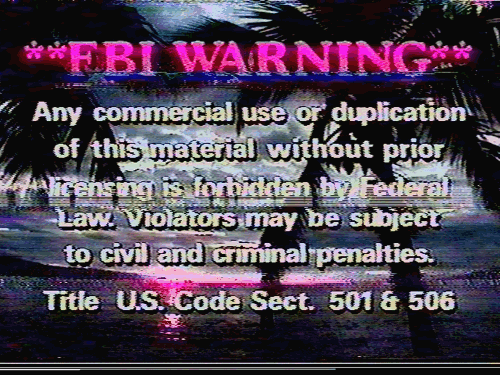 **FBI WARNING**
Any commercial use or duplication
of this material without prior
licensing is forbidden by Federal
Law. Violators may be subject
to civil and criminal penalties.
Title U.S. Code Sect. 501 & 506